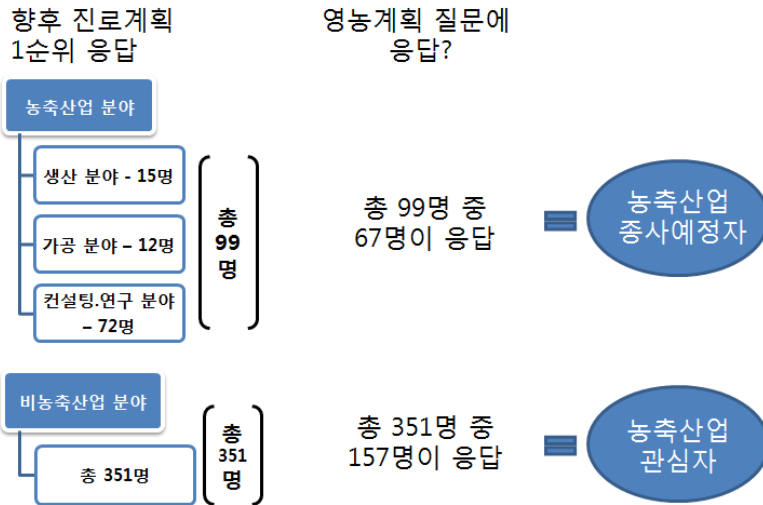 향후 진로계획
1순위 응답
영농계획 질문에
응답?
농축산업 분야
생산 분야 - 15명
가공 분야 – 12명
컨설팅.연구 분야
– 72명
총
99
명
총 99명 중
67명이 응답
농축산업
종사예정자
비농축산업 분야
총 351명
총
351
명
총 351명 중
157명이 응답
농축산업
관심자